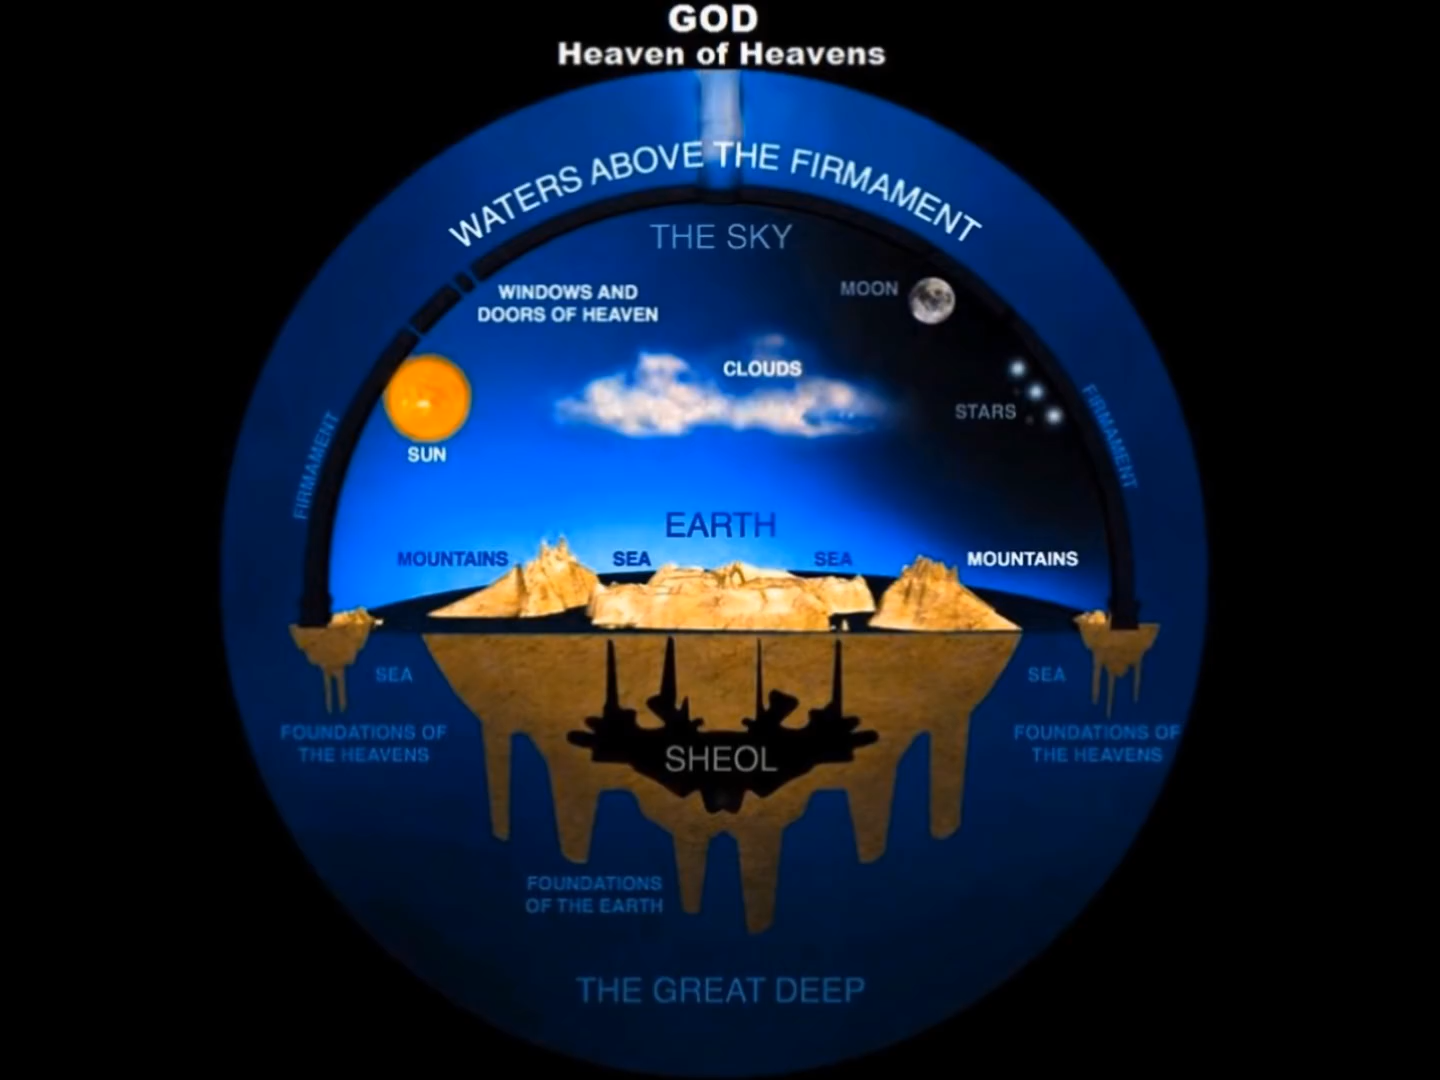 GOD
Heaven of Heavens
WATERS ABOVE THE FIRMAMENT
THE SKY
WINDOWS AND
DOORS OF HEAVEN
MOON
CLOUDS
STARS
SUN
FIRMAMENT
FIRMAMENT
EARTH
MOUNTAINS
SEA
SEA
MOUNTAINS
SEA
SEA
FOUNDATIONS OF
THE HEAVENS
FOUNDATIONS OF
THE HEAVENS
SHEOL
FOUNDATIONS
OF THE EARTH
THE GREAT DEEP